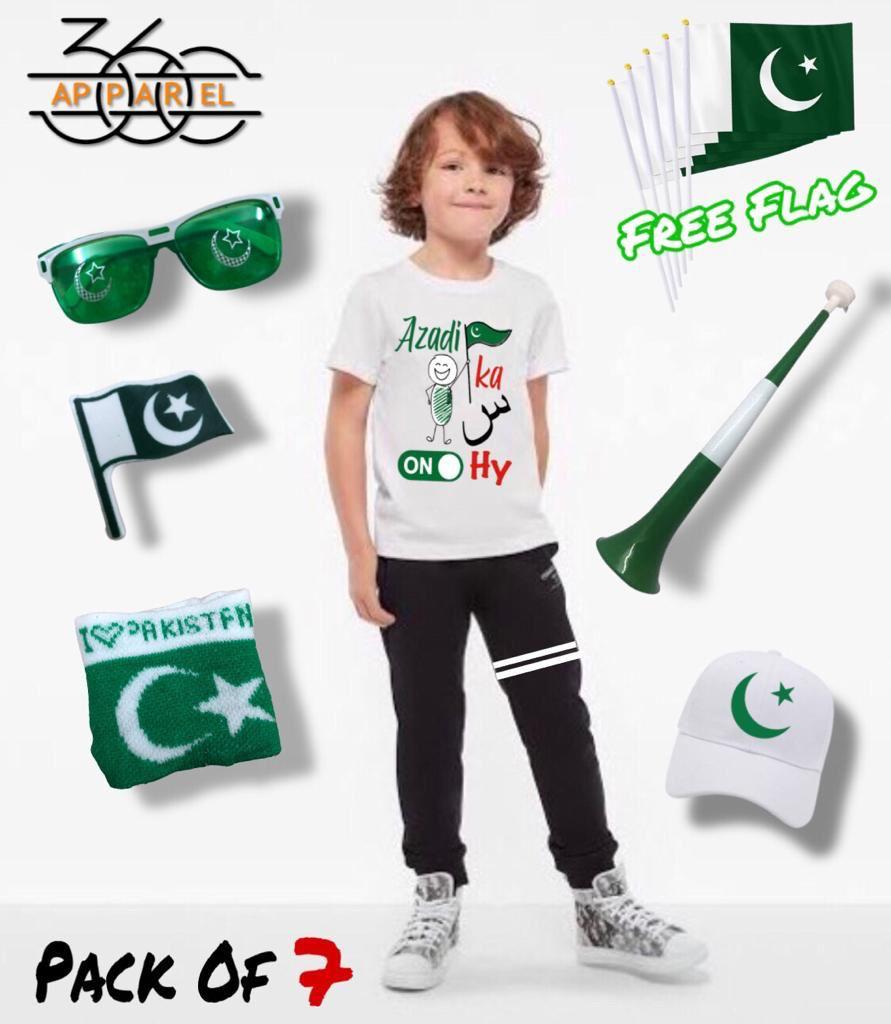 360
APPAREL
FREE FLAG
Azadi
ka
س
ON Hy
I♥PAKISTAN
PACK OF 7